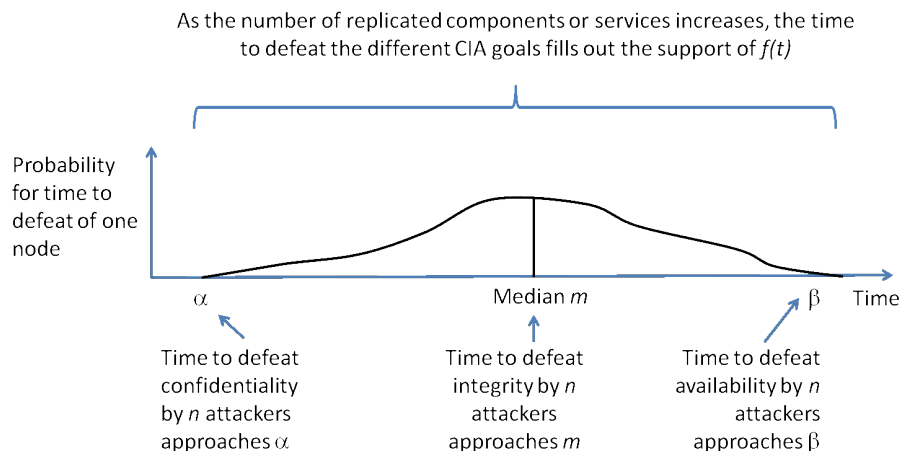 As the number of replicated components or services increases, the time
to defeat the different CIA goals fills out the support of f(t)
Probability
for time to
defeat of one
node
α
Median m
β
Time
Time to defeat
confidentiality
by n attackers
approaches α
Time to defeat
integrity by n
attackers
approaches m
Time to defeat
availability by n
attackers
approaches β